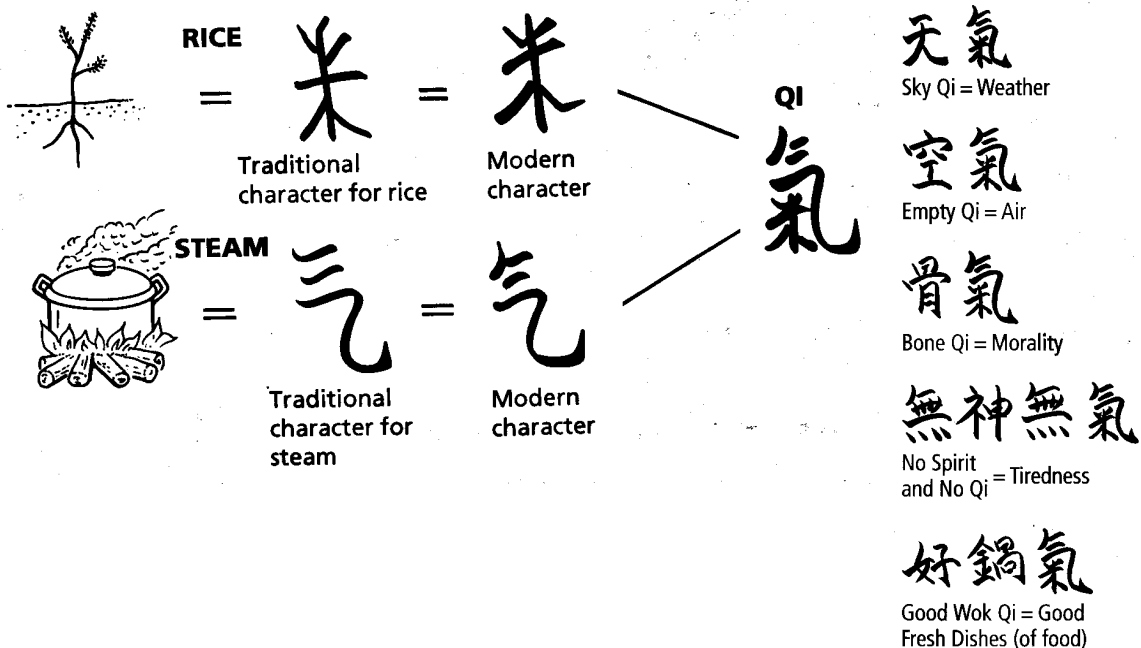 RICE
=
米
=
米
Traditional
character for rice
Modern
character
STEAM
=
气
=
气
Traditional
character for
steam
Modern
character
QI
氣
天氣
Sky Qi = Weather
空氣
Empty Qi = Air
骨氣
Bone Qi = Morality
無神無氣
No Spirit
and No Qi = Tiredness
好鍋氣
Good Wok Qi = Good
Fresh Dishes (of food)